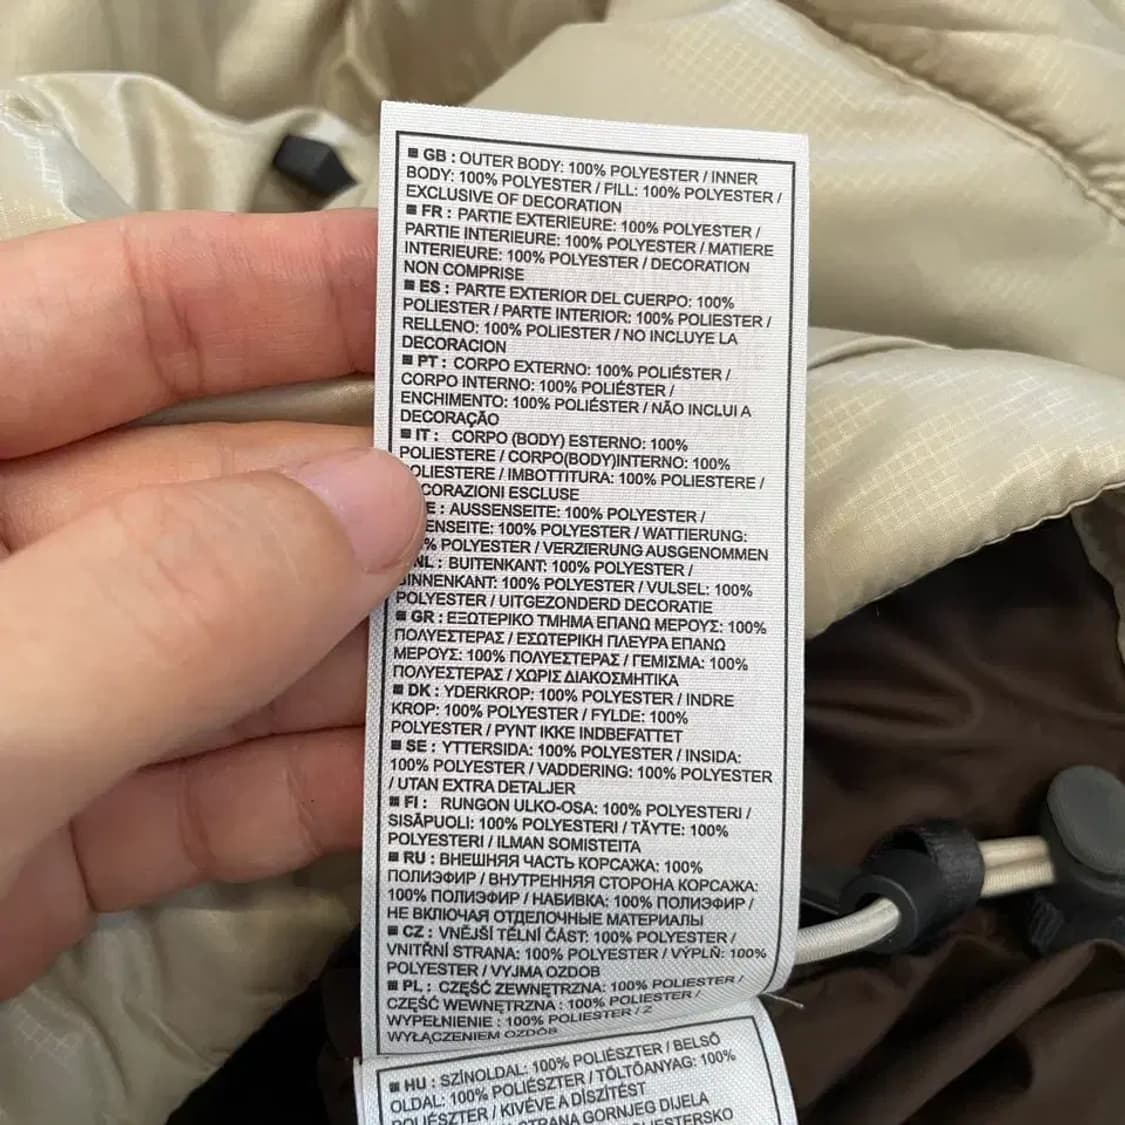 GB : OUTER BODY: 100% POLYESTER / INNER
BODY: 100% POLYESTER / FILL: 100% POLYESTER /
EXCLUSIVE OF DECORATION
FR : PARTIE EXTERIEURE: 100% POLYESTER /
PARTIE INTERIEURE: 100% POLYESTER / MATIERE
INTERIEURE: 100% POLYESTER / DECORATION
NON COMPRISE
ES : PARTE EXTERIOR DEL CUERPO: 100%
POLIESTER / PARTE INTERIOR: 100% POLIESTER /
RELLENO: 100% POLIESTER / NO INCLUYE LA
DECORACION
PT : CORPO EXTERNO: 100% POLIÉSTER /
CORPO INTERNO: 100% POLIÉSTER /
ENCHIMENTO: 100% POLIÉSTER / NÃO INCLUI A
DECORAÇÃO
IT : CORPO (BODY) ESTERNO: 100%
POLIESTERE / CORPO(BODY)INTERNO: 100%
POLIESTERE / IMBOTTITURA: 100% POLIESTERE /
CORAZIONI ESCLUSE
E : AUSSENSEITE: 100% POLYESTER /
ENSEITE: 100% POLYESTER / WATTIERUNG:
% POLYESTER / VERZIERUNG AUSGENOMMEN
NL : BUITENKANT: 100% POLYESTER /
BINNENKANT: 100% POLYESTER / VULSEL: 100%
POLYESTER / UITGEZONDERD DECORATIE
GR : ΕΞΩΤΕΡΙΚΟ ΤΜΗΜΑ ΕΠΑΝΩ ΜΕΡΟΥΣ: 100%
ΠΟΛΥΕΣΤΕΡΑΣ / ΕΣΩΤΕΡΙΚΗ ΠΛΕΥΡΑ ΕΠΑΝΩ
ΜΕΡΟΥΣ: 100% ΠΟΛΥΕΣΤΕΡΑΣ / ΓΕΜΙΣΜΑ: 100%
ΠΟΛΥΕΣΤΕΡΑΣ / ΧΩΡΙΣ ΔΙΑΚΟΣΜΗΤΙΚΑ
DK : YDERKROP: 100% POLYESTER / INDRE
KROP: 100% POLYESTER / FYLDE: 100%
POLYESTER / PYNT IKKE INDBEFATTET
SE : YTTERSIDA: 100% POLYESTER / INSIDA:
100% POLYESTER / VADDERING: 100% POLYESTER
/ UTAN EXTRA DETALJER
FI : RUNGON ULKO-OSA: 100% POLYESTERI /
SISÄPUOLI: 100% POLYESTERI / TÄYTE: 100%
POLYESTERI / ILMAN SOMISTEITA
RU : ВНЕШНЯЯ ЧАСТЬ КОРСАЖА: 100%
ПОЛИЭФИР / ВНУТРЕННЯЯ СТОРОНА КОРСАЖА:
100% ПОЛИЭФИР / НАБИВКА: 100% ПОЛИЭФИР /
НЕ ВКЛЮЧАЯ ОТДЕЛОЧНЫЕ МАТЕРИАЛЫ
CZ : VNĚJŠÍ TĚLNÍ ČÁST: 100% POLYESTER /
VNITŘNÍ STRANA: 100% POLYESTER / VÝPLŇ: 100%
POLYESTER / VYJMA OZDOB
PL : CZĘŚĆ ZEWNĘTRZNA: 100% POLIESTER /
CZĘŚĆ WEWNĘTRZNA : 100% POLIESTER /
WYPEŁNIENIE : 100% POLIESTER / Z
WYŁĄCZENIEM OZDÓB
HU : SZÍNOLDAL: 100% POLIÉSZTER / BELSŐ
OLDAL: 100% POLIÉSZTER / TÖLTŐANYAG: 100%
POLIÉSZTER / KIVÉVE A DÍSZÍTÉST
STRANA GORNJEG DIJELA
POLIESTERSKO